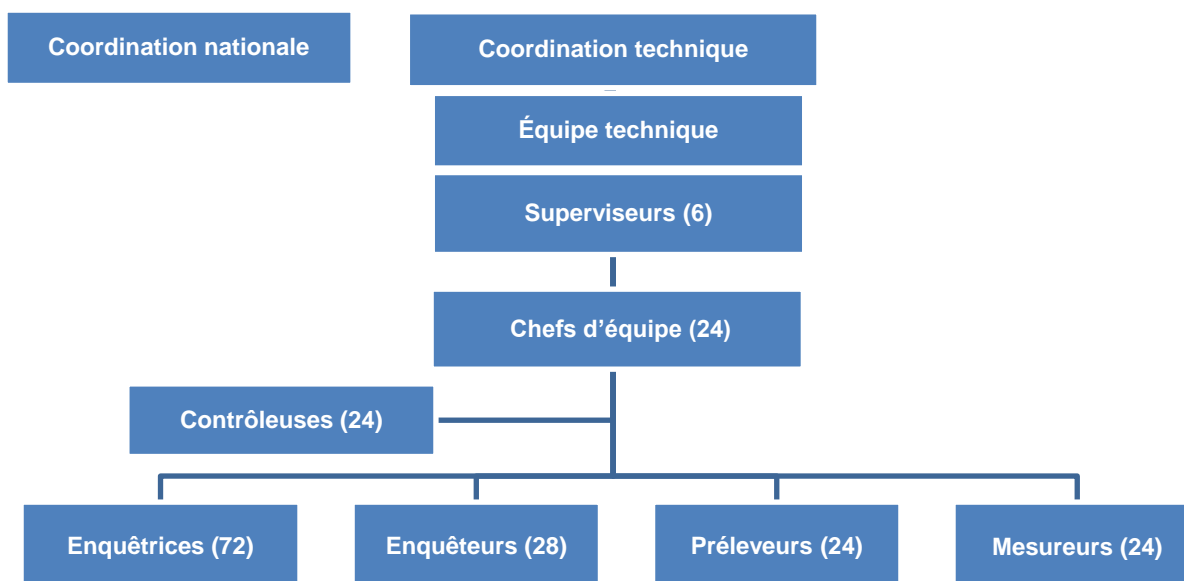 Coordination nationale
Coordination technique
Équipe technique
Superviseurs (6)
Chefs d’équipe (24)
Contrôleuses (24)
Enquêtrices (72)
Enquêteurs (28)
Préleveurs (24)
Mesureurs (24)